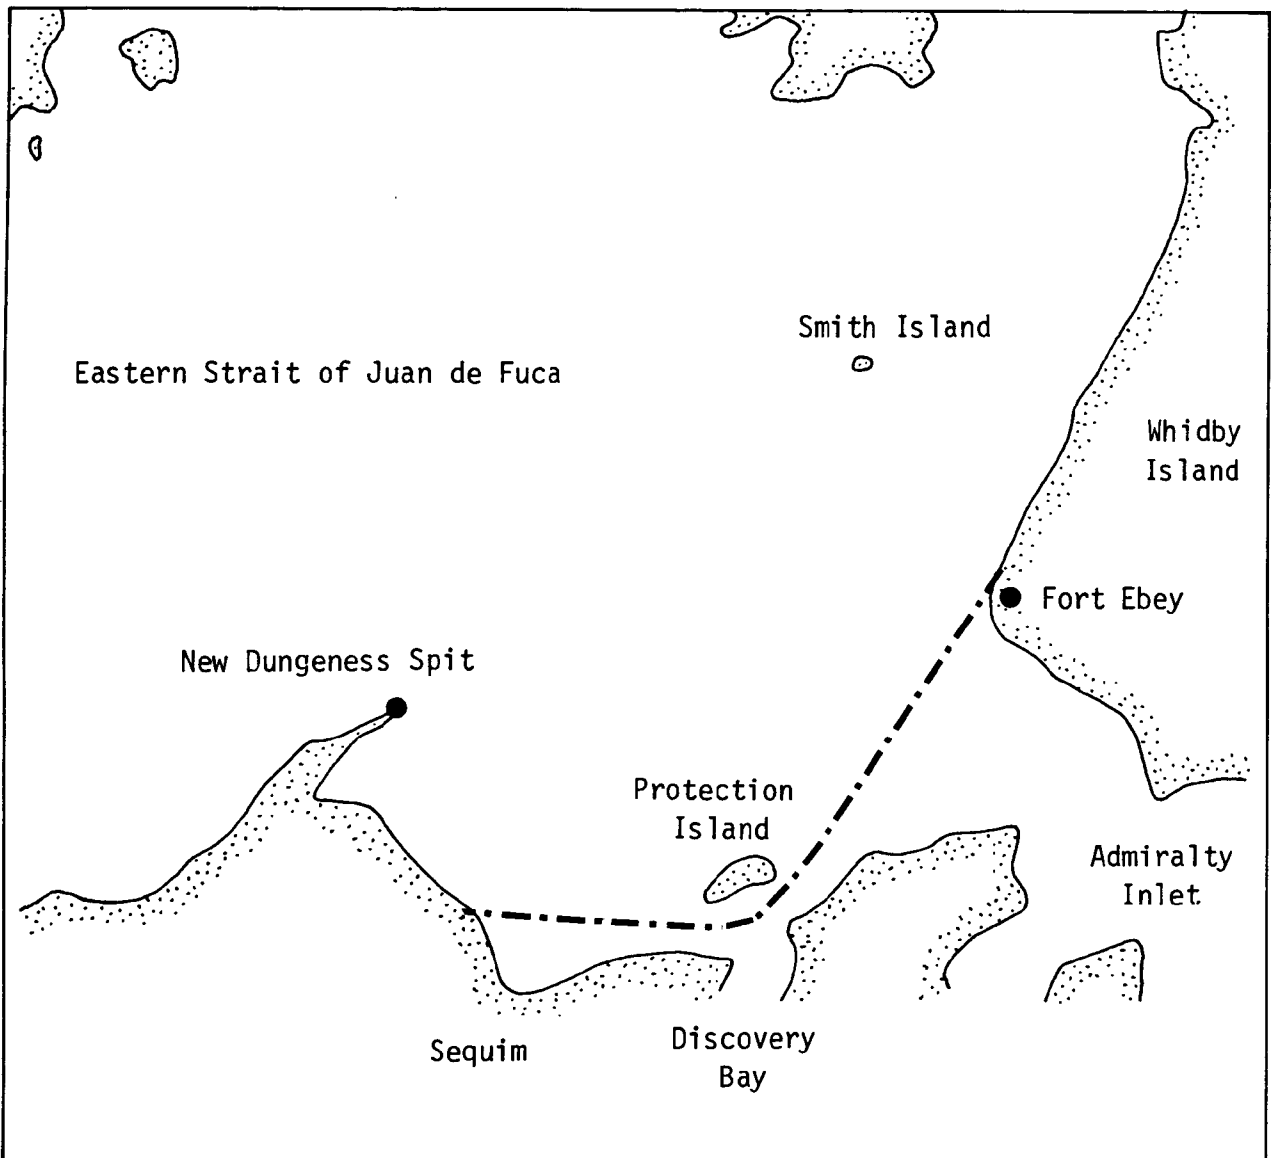 Smith Island
Eastern Strait of Juan de Fuca
Whidby
Island
Fort Ebey
New Dungeness Spit
Protection
Island
Admiralty
Inlet
Sequim
Discovery
Bay